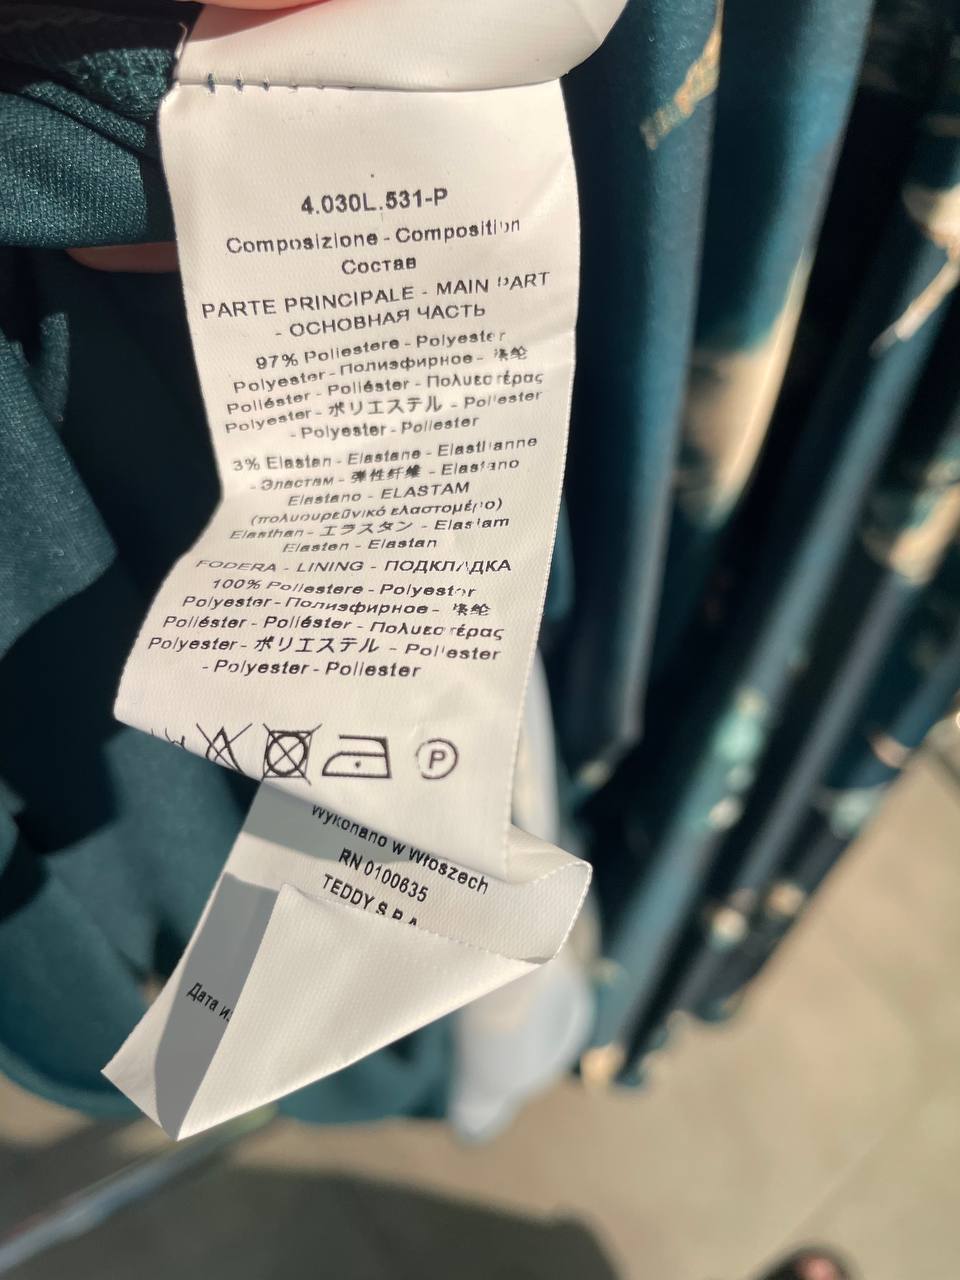 4.030L.531-P
Composizione - Composition
Состав
PARTE PRINCIPALE - MAIN PART
- ОСНОВНАЯ ЧАСТЬ
97% Poliestere - Polyester
Polyester - Полиэфирное - 涤纶
Poliéster - Poliéster - Πολυεστέρας
Polyester - ポリエステル - Poliester
- Polyester - Poliester
3% Elastan - Elastane - Elasthanne
- Эластам - 弹性纤维 - Elastano
Elastano - ELASTAM
(πολυουρεθνικό ελαστομέρο)
Elasthan - エラスタン - Elastam
Elasten - Elastan
FODERA - LINING - ПОДКЛАДКА
100% Poliestere - Polyester
Polyester - Полиэфирное - 涤纶
Poliéster - Poliéster - Πολυεστέρας
Polyester - ポリエステル - Poliester
- Polyester - Poliester
P
Wykonano w Włoszech
RN 0100635
TEDDY S.P.A.
Дата